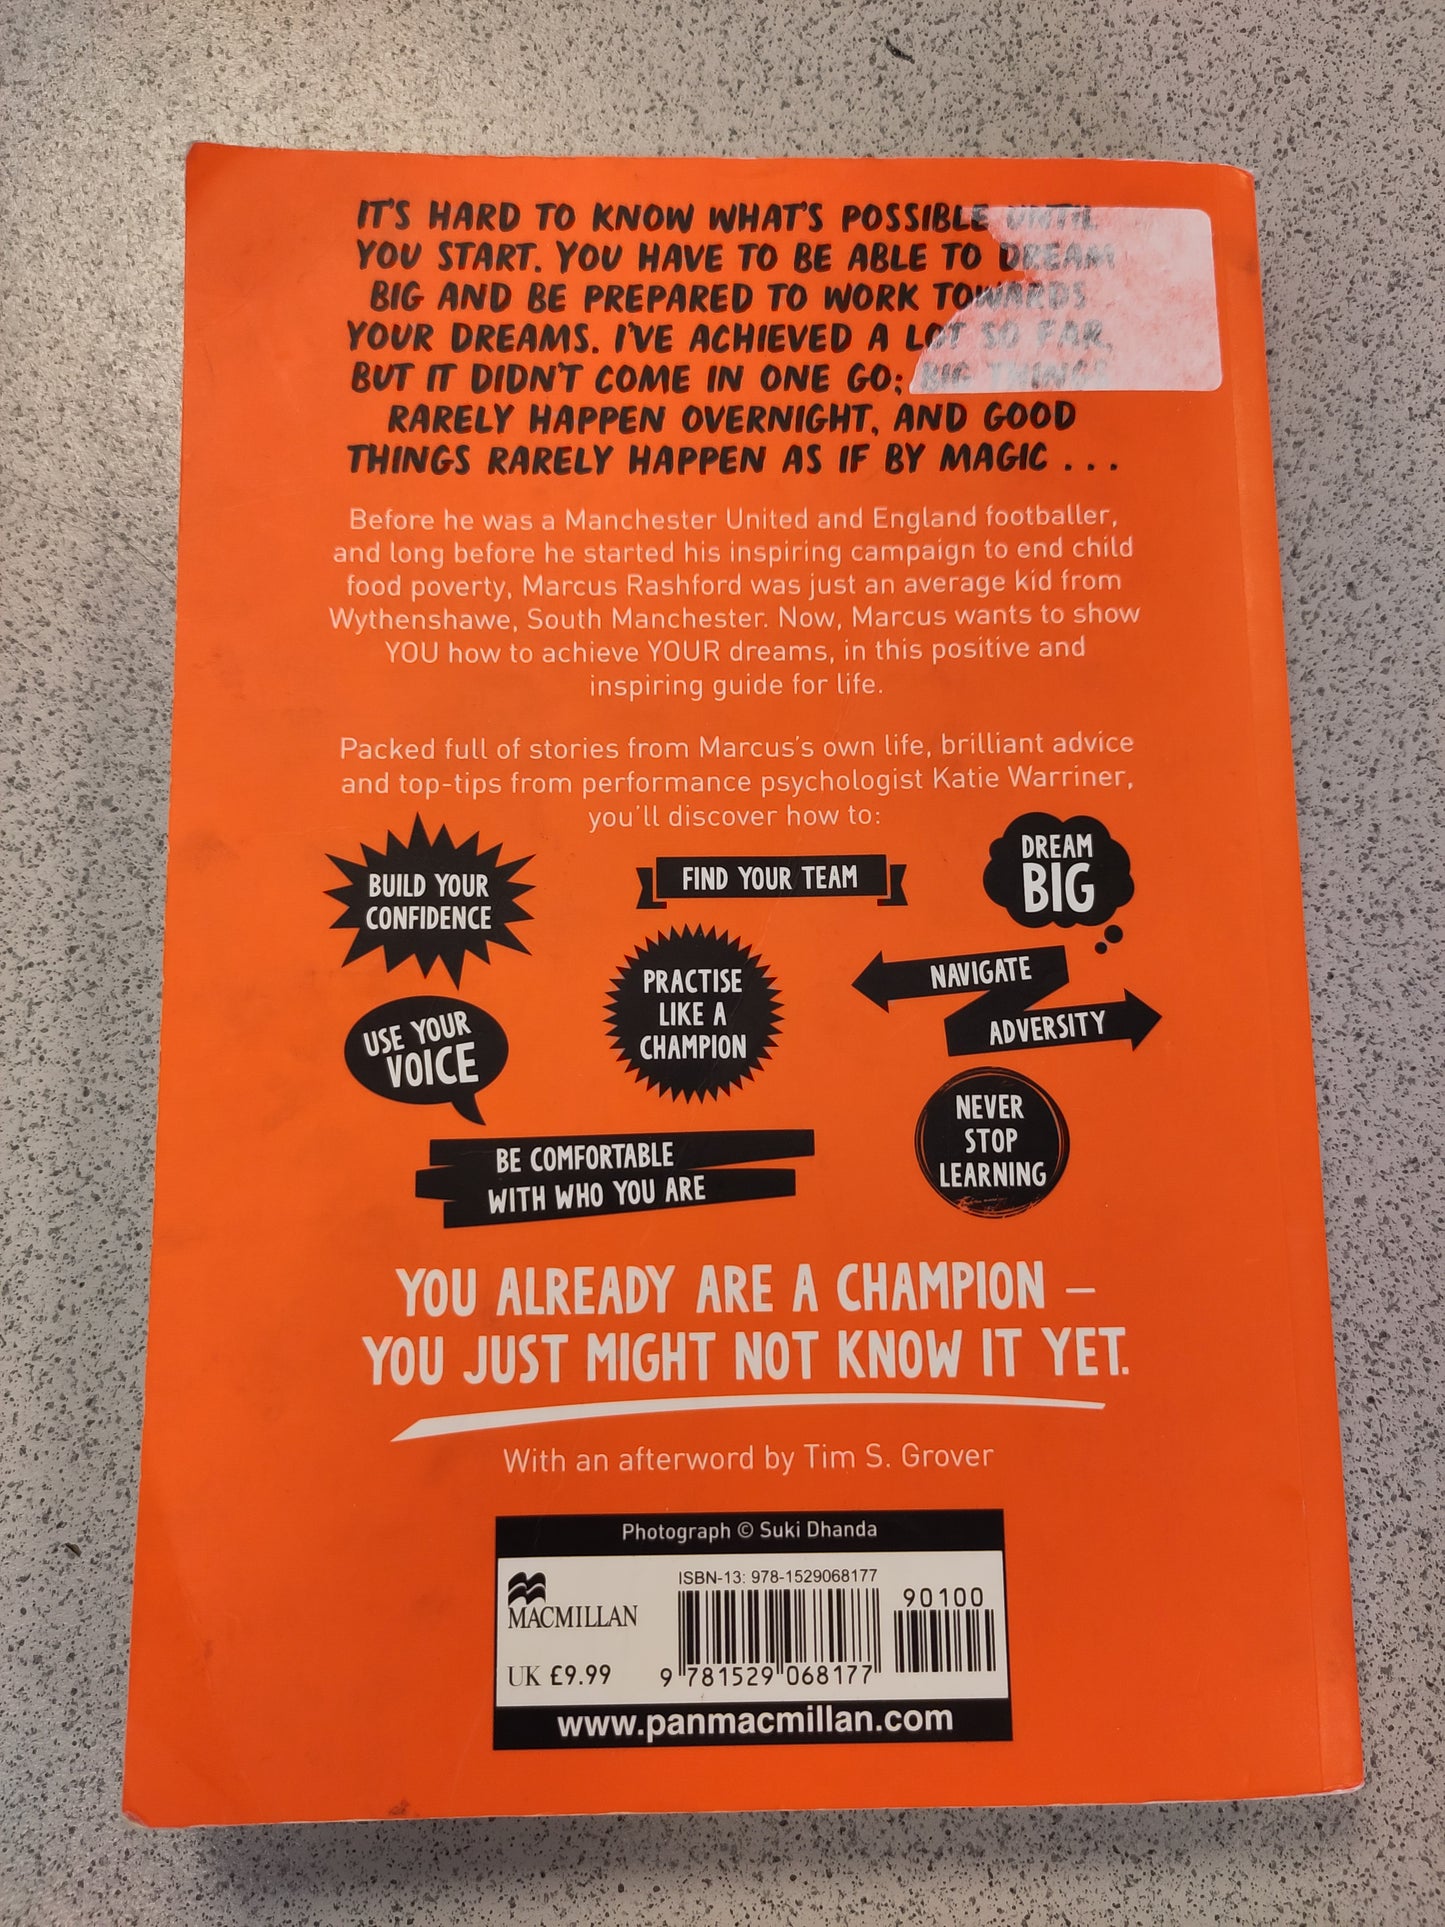 IT'S HARD TO KNOW WHAT'S POSSIBLE UNTIL
YOU START. YOU HAVE TO BE ABLE TO DREAM
BIG AND BE PREPARED TO WORK TOWARDS
YOUR DREAMS. I'VE ACHIEVED A LOT SO FAR,
BUT IT DIDN'T COME IN ONE GO; BIG THINGS
RARELY HAPPEN OVERNIGHT, AND GOOD
THINGS RARELY HAPPEN AS IF BY MAGIC . . .
Before he was a Manchester United and England footballer,
and long before he started his inspiring campaign to end child
food poverty, Marcus Rashford was just an average kid from
Wythenshawe, South Manchester. Now, Marcus wants to show
YOU how to achieve YOUR dreams, in this positive and
inspiring guide for life.
Packed full of stories from Marcus's own life, brilliant advice
and top-tips from performance psychologist Katie Warriner,
you'll discover how to:
BUILD YOUR
CONFIDENCE
FIND YOUR TEAM
DREAM
BIG
USE YOUR
VOICE
PRACTISE
LIKE A
CHAMPION
NAVIGATE
ADVERSITY
BE COMFORTABLE
WITH WHO YOU ARE
NEVER
STOP
LEARNING
YOU ALREADY ARE A CHAMPION –
YOU JUST MIGHT NOT KNOW IT YET.
With an afterword by Tim S. Grover
Photograph © Suki Dhanda
MACMILLAN
UK £9.99
ISBN-13: 978-1529068177
90100
9 781529 068177
www.panmacmillan.com